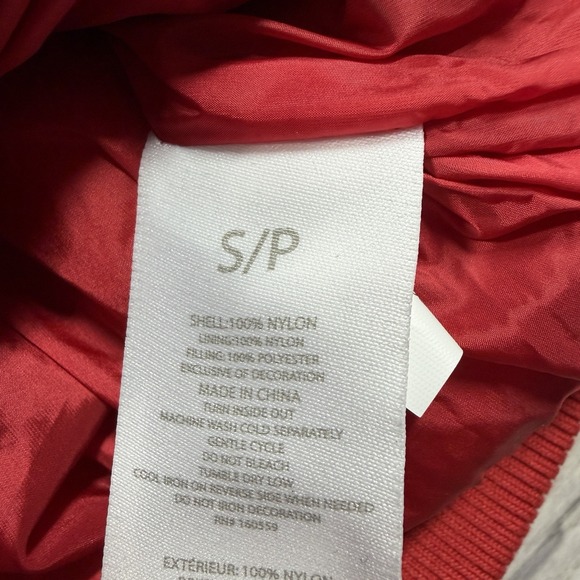 S/P
SHELL:100% NYLON
LINING:100% NYLON
FILLING:100% POLYESTER
EXCLUSIVE OF DECORATION
MADE IN CHINA
TURN INSIDE OUT
MACHINE WASH COLD SEPARATELY
GENTLE CYCLE
DO NOT BLEACH
TUMBLE DRY LOW
COOL IRON ON REVERSE SIDE WHEN NEEDED
DO NOT IRON DECORATION
RN# 160559
EXTÉRIEUR: 100% NYLON